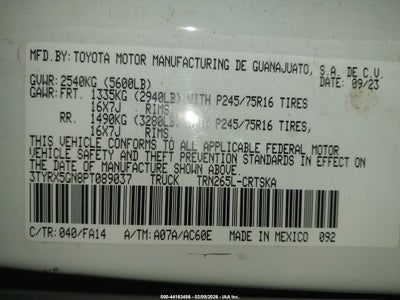 MFD.BY: TOYOTA MOTOR MANUFACTURING DE GUANAJUATO, S.A. DE C.V.
GVWR: 2540KG (5600LB) DATE: 09/23
GAWR: FRT. 1335KG (2940LB) WITH P245/75R16 TIRES
16X7J RIMS,
RR. 1490KG (3280LB) WITH P245/75R16 TIRES,
16X7J RIMS,
THIS VEHICLE CONFORMS TO ALL APPLICABLE FEDERAL MOTOR
VEHICLE SAFETY AND THEFT PREVENTION STANDARDS IN EFFECT ON
THE DATE OF MANUFACTURE SHOWN ABOVE.
3TYRX5GN8PT089037 TRUCK TRN265L-CRTSKA
C/TR: 040/FA14 A/TM: A07A/AC60E MADE IN MEXICO 092
000-44163486 - 02/05/2026 - IAA Inc.